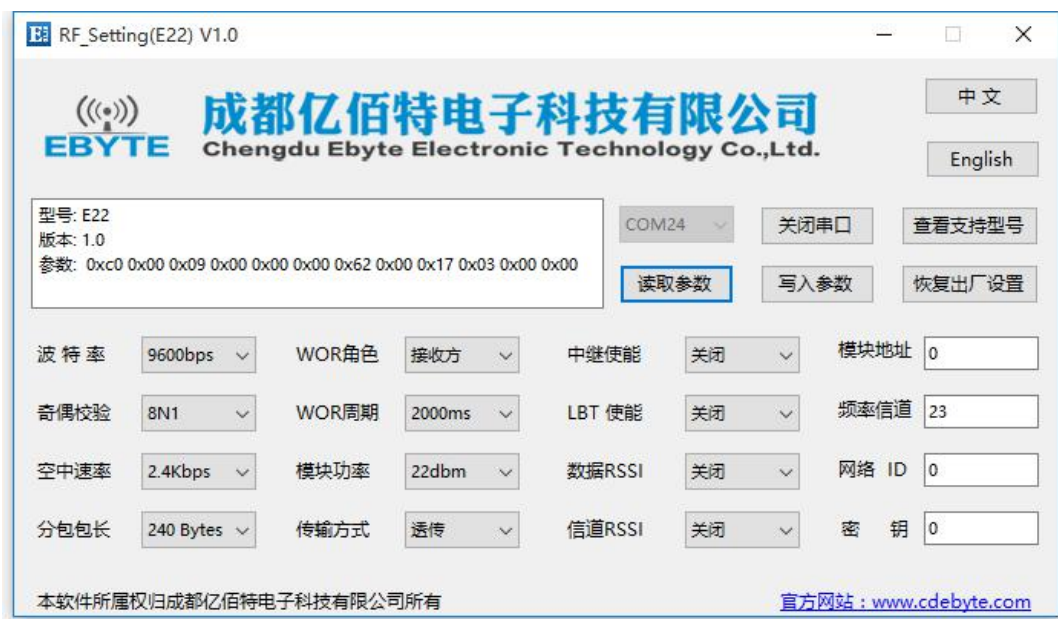 RF_Setting(E22) V1.0
EBYTE
成都亿佰特电子科技有限公司
Chengdu Ebyte Electronic Technology Co.,Ltd.
中 文
English
型号: E22
版本: 1.0
参数: 0xc0 0x00 0x09 0x00 0x00 0x00 0x62 0x00 0x17 0x03 0x00 0x00
COM24 关闭串口 查看支持型号
读取参数 写入参数 恢复出厂设置
波 特 率 9600bps WOR角色 接收方 中继使能 关闭 模块地址 0
奇偶校验 8N1 WOR周期 2000ms LBT 使能 关闭 频率信道 23
空中速率 2.4Kbps 模块功率 22dbm 数据RSSI 关闭 网络 ID 0
分包包长 240 Bytes 传输方式 透传 信道RSSI 关闭 密 钥 0
本软件所属权归成都亿佰特电子科技有限公司所有 官方网站：www.cdebyte.com